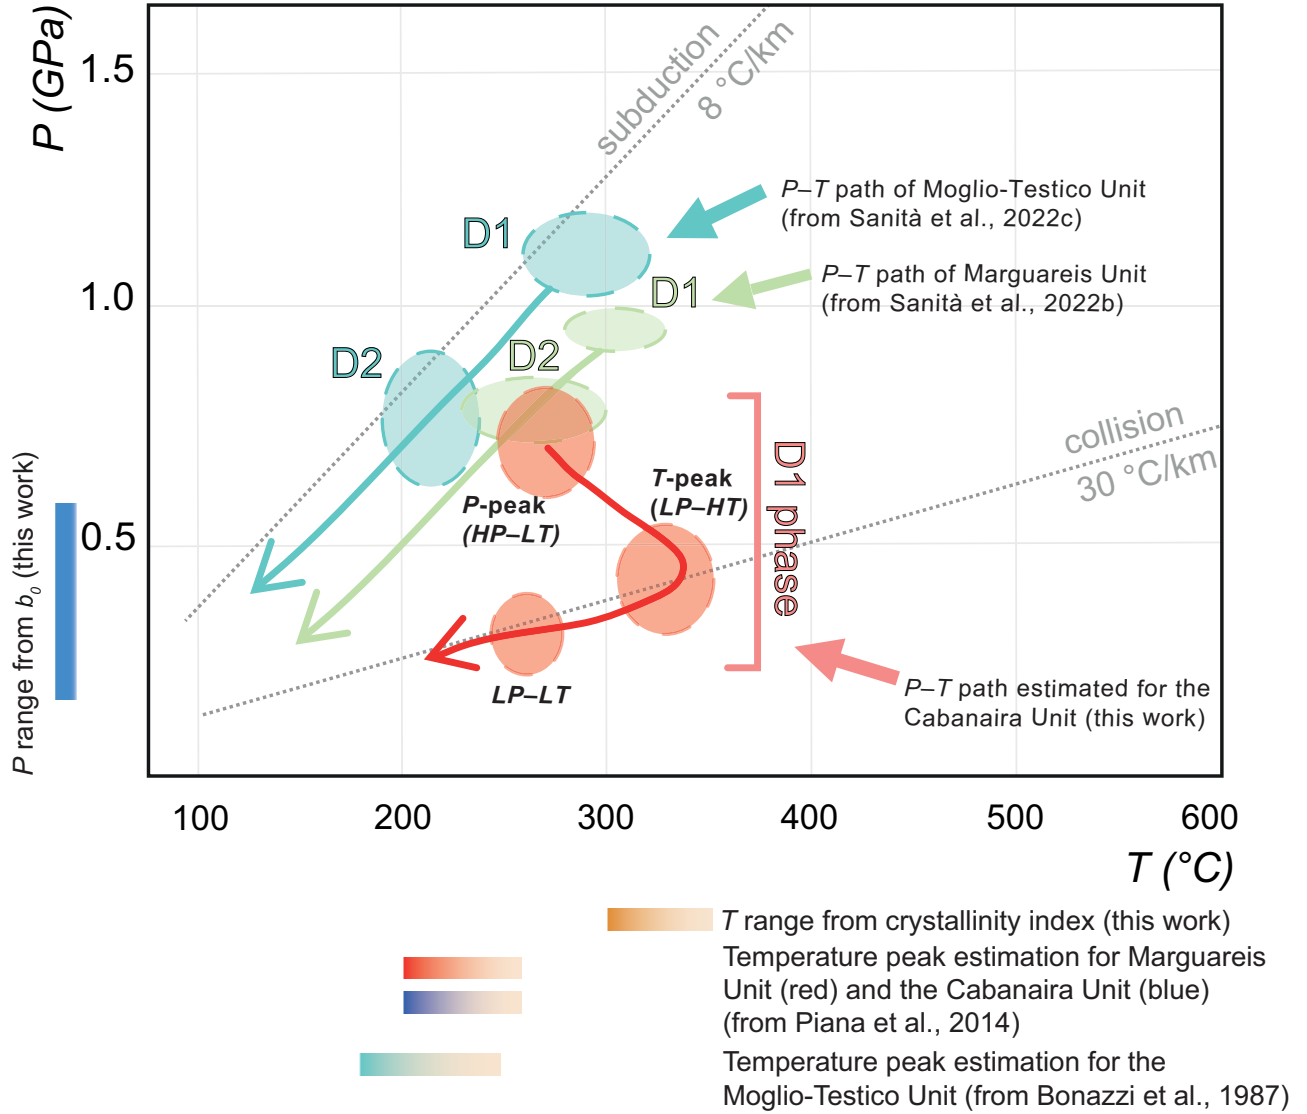 P (GPa)
1.5
1.0
0.5
P range from b0 (this work)
subduction
8 °C/km
P–T path of Moglio-Testico Unit
(from Sanità et al., 2022c)
D1
P–T path of Marguareis Unit
(from Sanità et al., 2022b)
D1
D2
D2
collision
30 °C/km
T-peak
(LP–HT)
P-peak
(HP–LT)
D1 phase
LP–LT
P–T path estimated for the
Cabanaira Unit (this work)
100
200
300
400
500
600
T (°C)
T range from crystallinity index (this work)
Temperature peak estimation for Marguareis
Unit (red) and the Cabanaira Unit (blue)
(from Piana et al., 2014)
Temperature peak estimation for the
Moglio-Testico Unit (from Bonazzi et al., 1987)